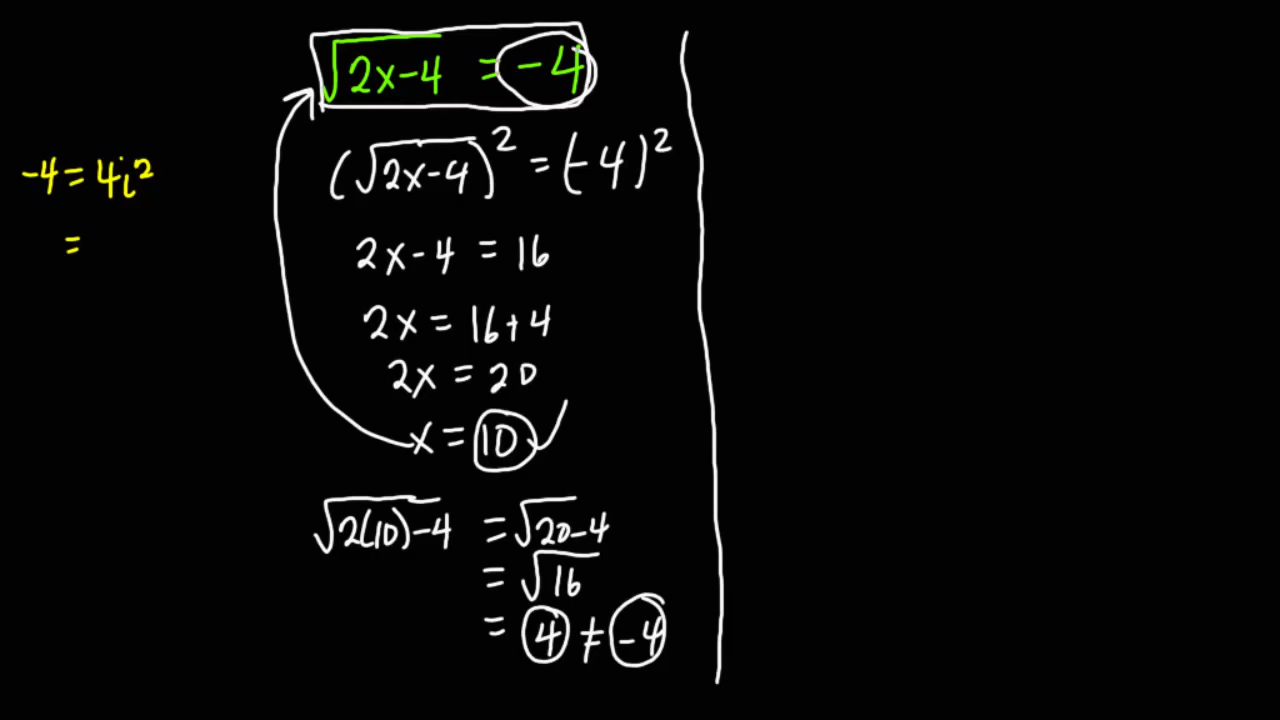 √2x-4 = -4
-4 = 4i²
=
(√2x-4)² = (-4)²
2x-4 = 16
2x = 16+4
2x = 20
x = 10
√2(10)-4 = √20-4
= √16
= 4 ≠ -4